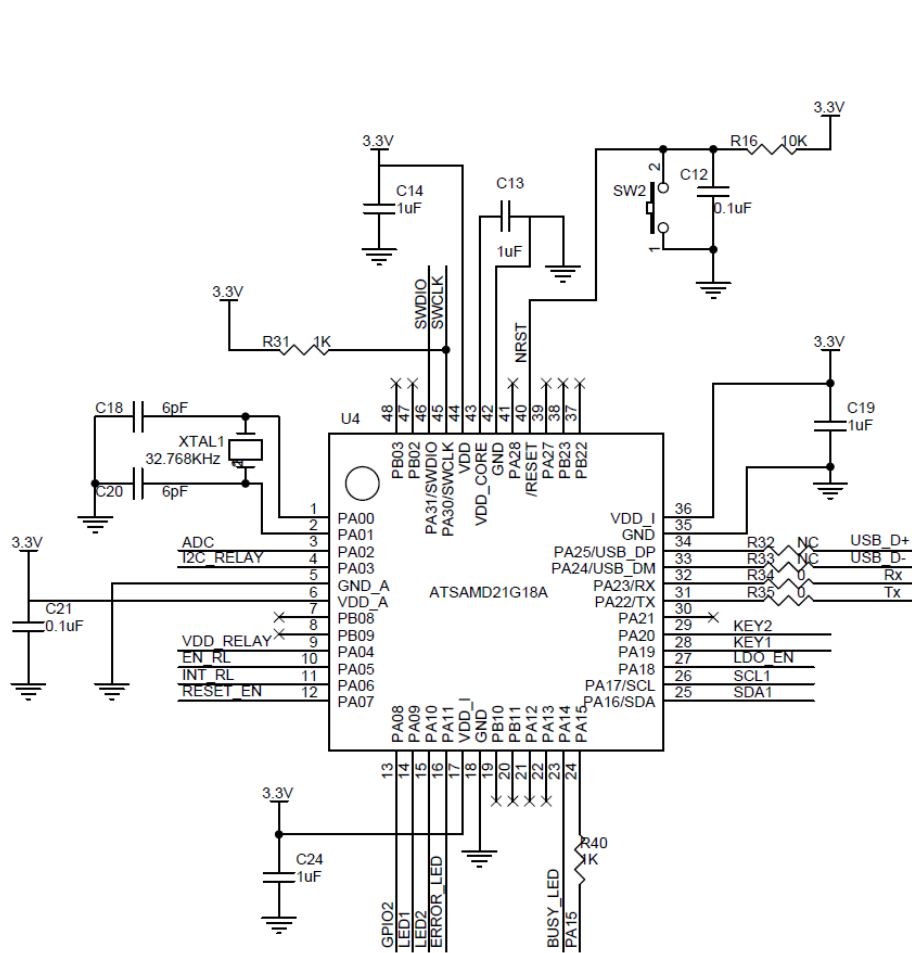 3.3V
R16 10K
3.3V
C14
1uF
C13
1uF
2
SW2
1
C12
0.1uF
3.3V
R31 1K
SWDIO
SWCLK
NRST
3.3V
C19
1uF
C18 6pF
XTAL1
32.768KHz
C20 6pF
U4
48
47
46
45
44
43
42
41
40
39
38
37
PB03
PB02
PA31/SWDIO
PA30/SWCLK
VDD
VDD_CORE
GND
PA28
/RESET
PA27
PB23
PB22
1 PA00
2 PA01
ADC 3 PA02
I2C_RELAY 4 PA03
5 GND_A
6 VDD_A
7 PB08
8 PB09
VDD_RELAY 9 PA04
EN_RL 10 PA05
INT_RL 11 PA06
RESET_EN 12 PA07
3.3V
C21
0.1uF
ATSAMD21G18A
VDD_I 36
GND 35
PA25/USB_DP 34 R32 NC USB_D+
PA24/USB_DM 33 R33 NC USB_D-
PA23/RX 32 R34 0 Rx
PA22/TX 31 R35 0 Tx
PA21 30
PA20 29 KEY2
PA19 28 KEY1
PA18 27 LDO_EN
PA17/SCL 26 SCL1
PA16/SDA 25 SDA1
PA08
PA09
PA10
PA11
VDD_I
GND
PB10
PB11
PA12
PA13
PA14
PA15
13
14
15
16
17
18
19
20
21
22
23
24
3.3V
C24
1uF
GPIO2
LED1
LED2
ERROR_LED
BUSY_LED
PA15
R40
1K